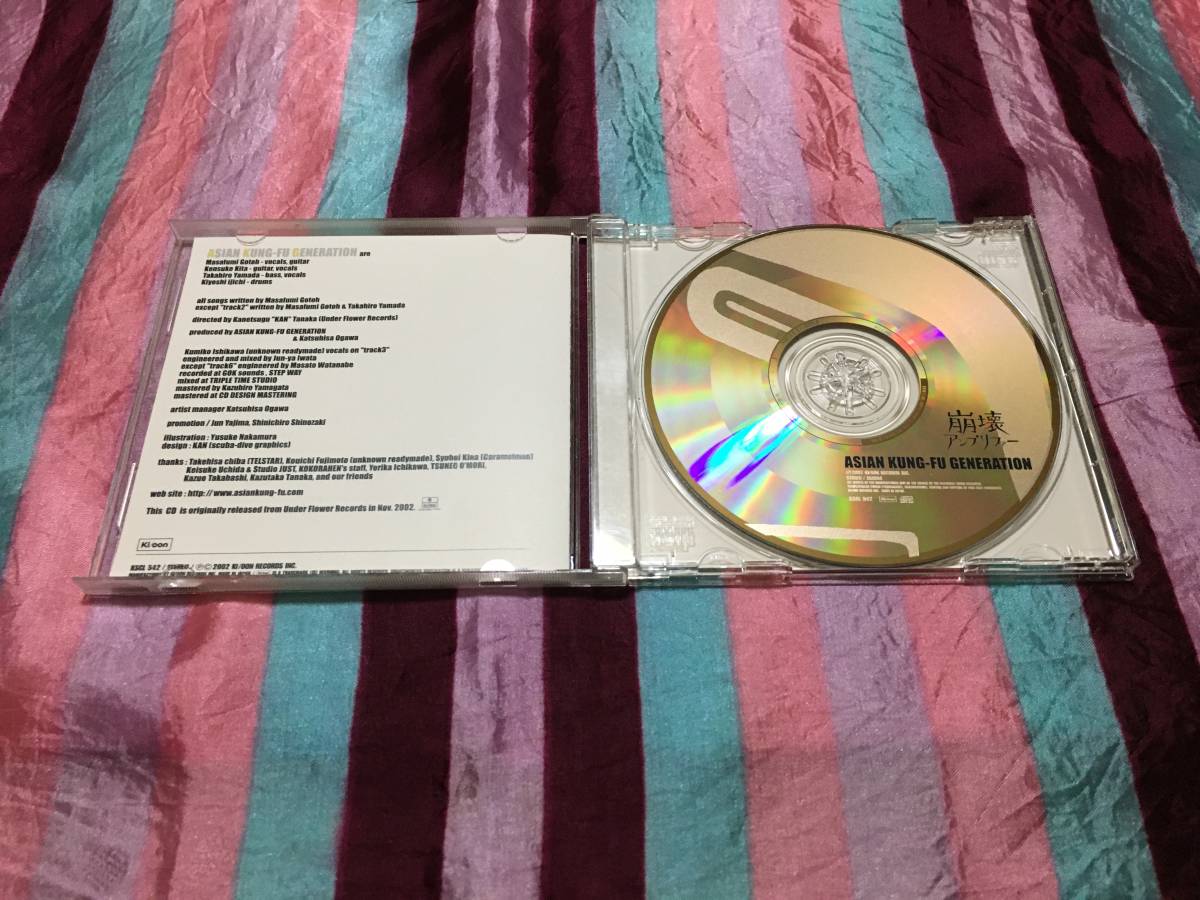 ASIAN KUNG-FU GENERATION are
Masafumi Gotoh - vocals, guitar
Kensuke Kita - guitar, vocals
Takahiro Yamada - bass, vocals
Kiyoshi Ijichi - drums
all songs written by Masafumi Gotoh
except "track2" written by Masafumi Gotoh & Takahiro Yamada
directed by Kanetsugu "KAN" Tanaka (Under Flower Records)
produced by ASIAN KUNG-FU GENERATION
& Katsuhisa Ogawa
Kumiko Ishikawa (unknown readymade) vocals on "track3"
engineered and mixed by Jun-ya Iwata
except "track6" engineered by Masato Watanabe
recorded at GOK sounds , STEP WAY
mixed at TRIPLE TIME STUDIO
mastered by Kazuhiro Yamagata
mastered at CD DESIGN MASTERING
artist manager Katsuhisa Ogawa
promotion / Jun Yajima, Shinichiro Shinozaki
illustration : Yusuke Nakamura
design : KAN (scuba-dive graphics)
thanks : Takehisa chiba (TELSTAR), Kouichi Fujimoto (unknown readymade), Syohei Kina (Caramelman)
Keisuke Uchida & Studio JUST, KOKORAHEN's staff, Yorika Ichikawa, TSUNEO O'MORI,
Kazue Takahashi, Kazutaka Tanaka, and our friends
web site : http://www.asiankung-fu.com
This CD is originally released from Under Flower Records in Nov. 2002.
Ki/oon
KSCL 542 / STEREO / ℗© 2002 KI/OON RECORDS INC.
崩壊
アンプリファー
ASIAN KUNG-FU GENERATION
KSCL 542
Ki/oon